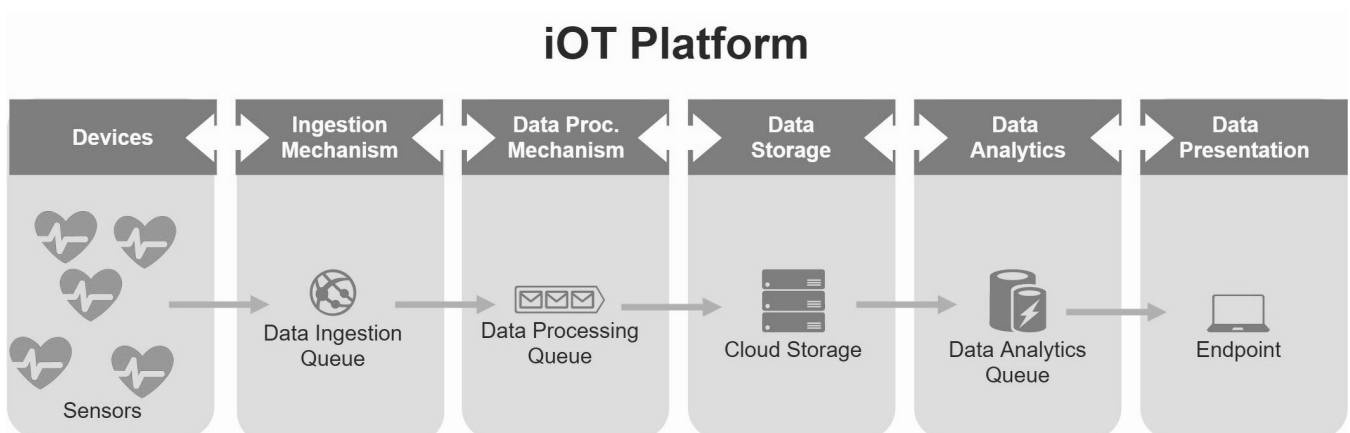 iOT Platform
Devices
Ingestion
Mechanism
Data Proc.
Mechanism
Data
Storage
Data
Analytics
Data
Presentation
Sensors
Data Ingestion
Queue
Data Processing
Queue
Cloud Storage
Data Analytics
Queue
Endpoint